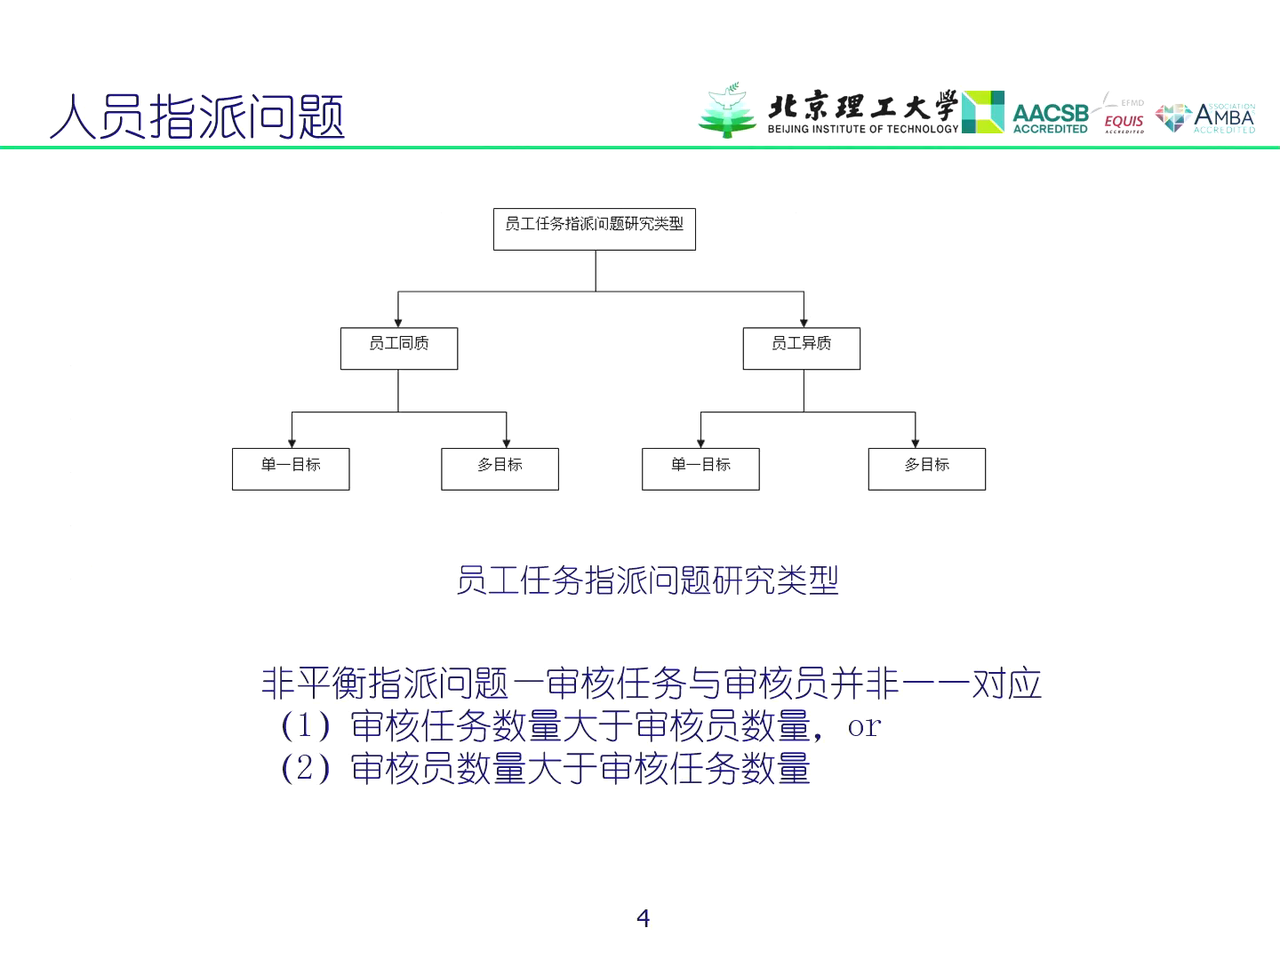 人员指派问题
北京理工大學
BEIJING INSTITUTE OF TECHNOLOGY
AACSB
ACCREDITED
EFMD
EQUIS
ACCREDITED
ASSOCIATION
AMBA
ACCREDITED
员工任务指派问题研究类型
员工同质
员工异质
单一目标
多目标
单一目标
多目标
员工任务指派问题研究类型
非平衡指派问题—审核任务与审核员并非一一对应
（1）审核任务数量大于审核员数量，or
（2）审核员数量大于审核任务数量
4